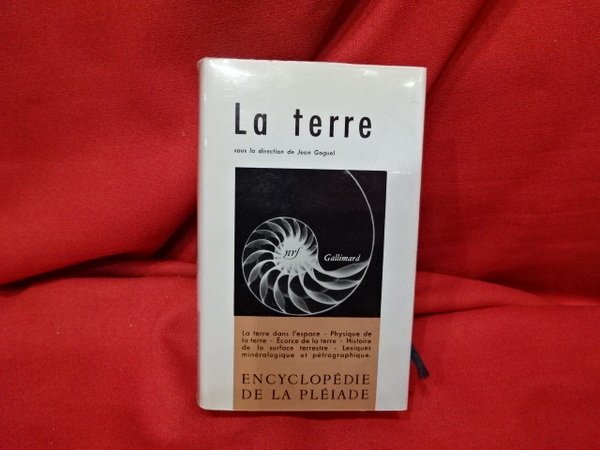 La terre
sous la direction de Jean Goguel
nrf
Gallimard
La terre dans l'espace - Physique de
la terre - Écorce de la terre - Histoire
de la surface terrestre - Lexiques
minéralogique et pétrographique.
ENCYCLOPÉDIE
DE LA PLÉIADE